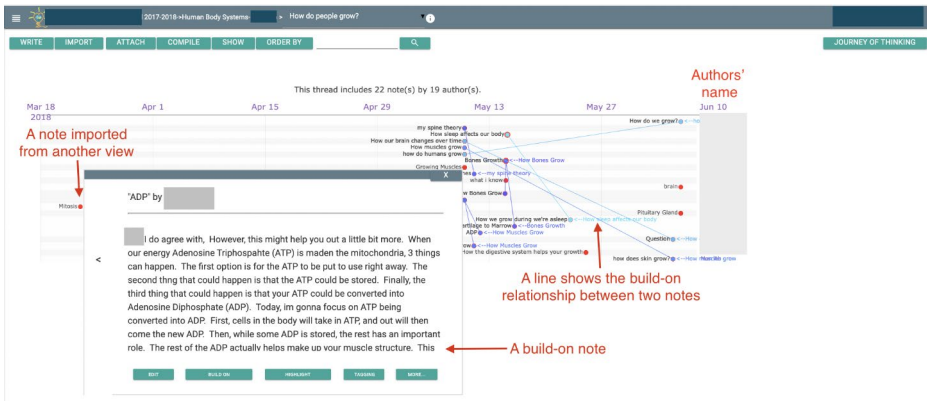 2017-2018->Human Body Systems- > How do people grow?
WRITE IMPORT ATTACH COMPILE SHOW ORDER BY JOURNEY OF THINKING
This thread includes 22 note(s) by 19 author(s).
Authors'
name
Mar 18 Apr 1 Apr 15 Apr 29 May 13 May 27 Jun 10
2018
A note imported
from another view
How do we grow?
my spine theory
How sleep affects our body
How our brain changes over time
How muscles grow
how do humans grow
Bones Growth <--How Bones Grow
Growing Muscles
<--my spine theory
what i know
brain
Bones Grow
Mitosis
Pituitary Glend
How we grow during we're asleep <--How sleep affects our body
to Marrow <--Bones Growth
ADP <--How Muscles Grow
Question <--How
<--How Muscles Grow
How the digestive system helps your growth
how does skin grow? <--How grow
X
"ADP" by
<
I do agree with, However, this might help you out a little bit more. When
our energy Adenosine Triphospahte (ATP) is maden the mitochondria, 3 things
can happen. The first option is for the ATP to be put to use right away. The
second thng that could happen is that the ATP could be stored. Finally, the
third thing that could happen is that your ATP could be converted into
Adenosine Diphosphate (ADP). Today, im gonna focus on ATP being
converted into ADP. First, cells in the body will take in ATP, and out will then
come the new ADP. Then, while some ADP is stored, the rest has an important
role. The rest of the ADP actually helps make up your muscle structure. This
EDIT BUILD ON HIGHLIGHT TAGGING MORE...
A line shows the build-on
relationship between two notes
A build-on note